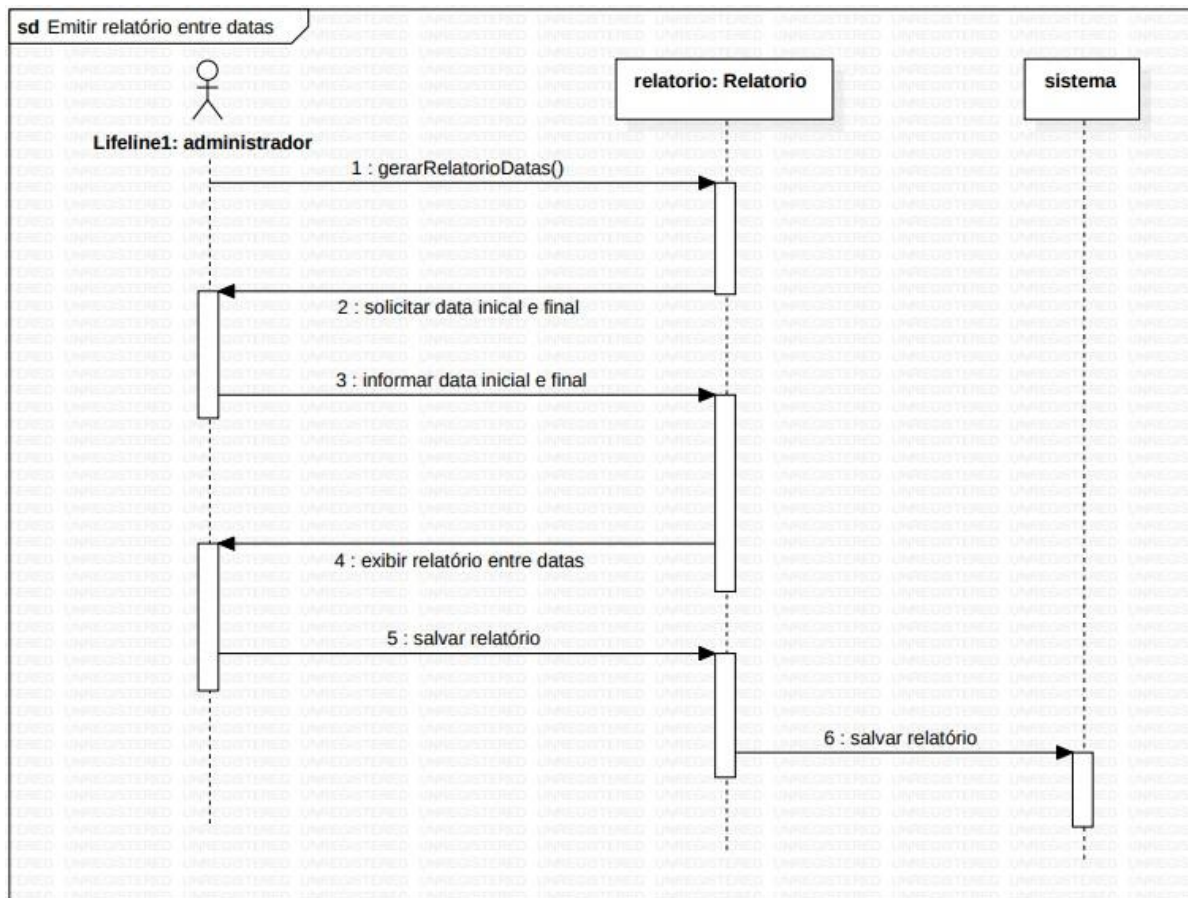 sd Emitir relatório entre datas
relatorio: Relatorio
sistema
Lifeline1: administrador
1 : gerarRelatorioDatas()
2 : solicitar data inical e final
3 : informar data inicial e final
4 : exibir relatório entre datas
5 : salvar relatório
6 : salvar relatório